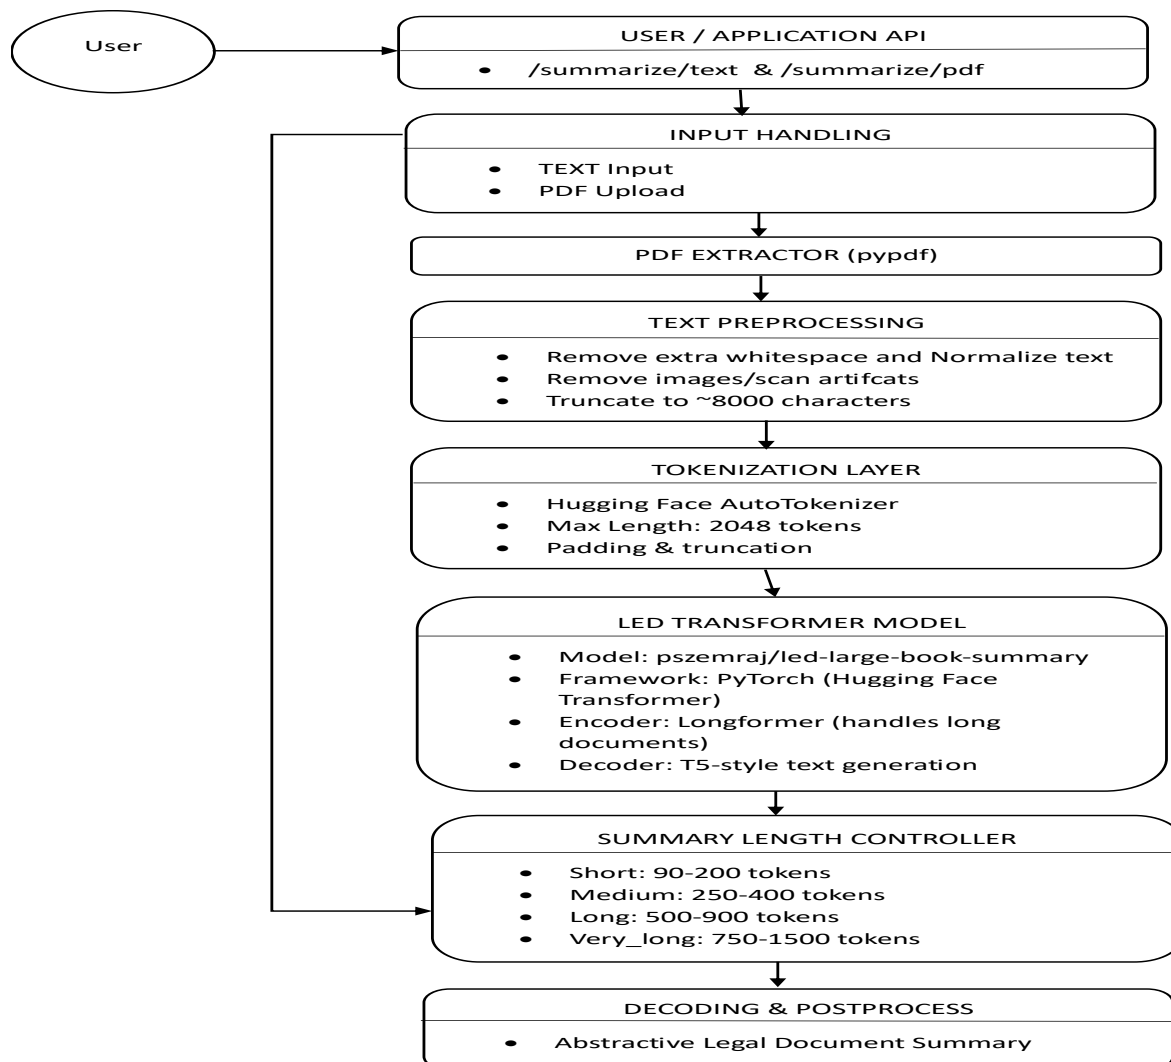 User
USER / APPLICATION API
• /summarize/text & /summarize/pdf
INPUT HANDLING
• TEXT Input
• PDF Upload
PDF EXTRACTOR (pypdf)
TEXT PREPROCESSING
• Remove extra whitespace and Normalize text
• Remove images/scan artifcats
• Truncate to ~8000 characters
TOKENIZATION LAYER
• Hugging Face AutoTokenizer
• Max Length: 2048 tokens
• Padding & truncation
LED TRANSFORMER MODEL
• Model: pszemraj/led-large-book-summary
• Framework: PyTorch (Hugging Face
Transformer)
• Encoder: Longformer (handles long
documents)
• Decoder: T5-style text generation
SUMMARY LENGTH CONTROLLER
• Short: 90-200 tokens
• Medium: 250-400 tokens
• Long: 500-900 tokens
• Very_long: 750-1500 tokens
DECODING & POSTPROCESS
• Abstractive Legal Document Summary